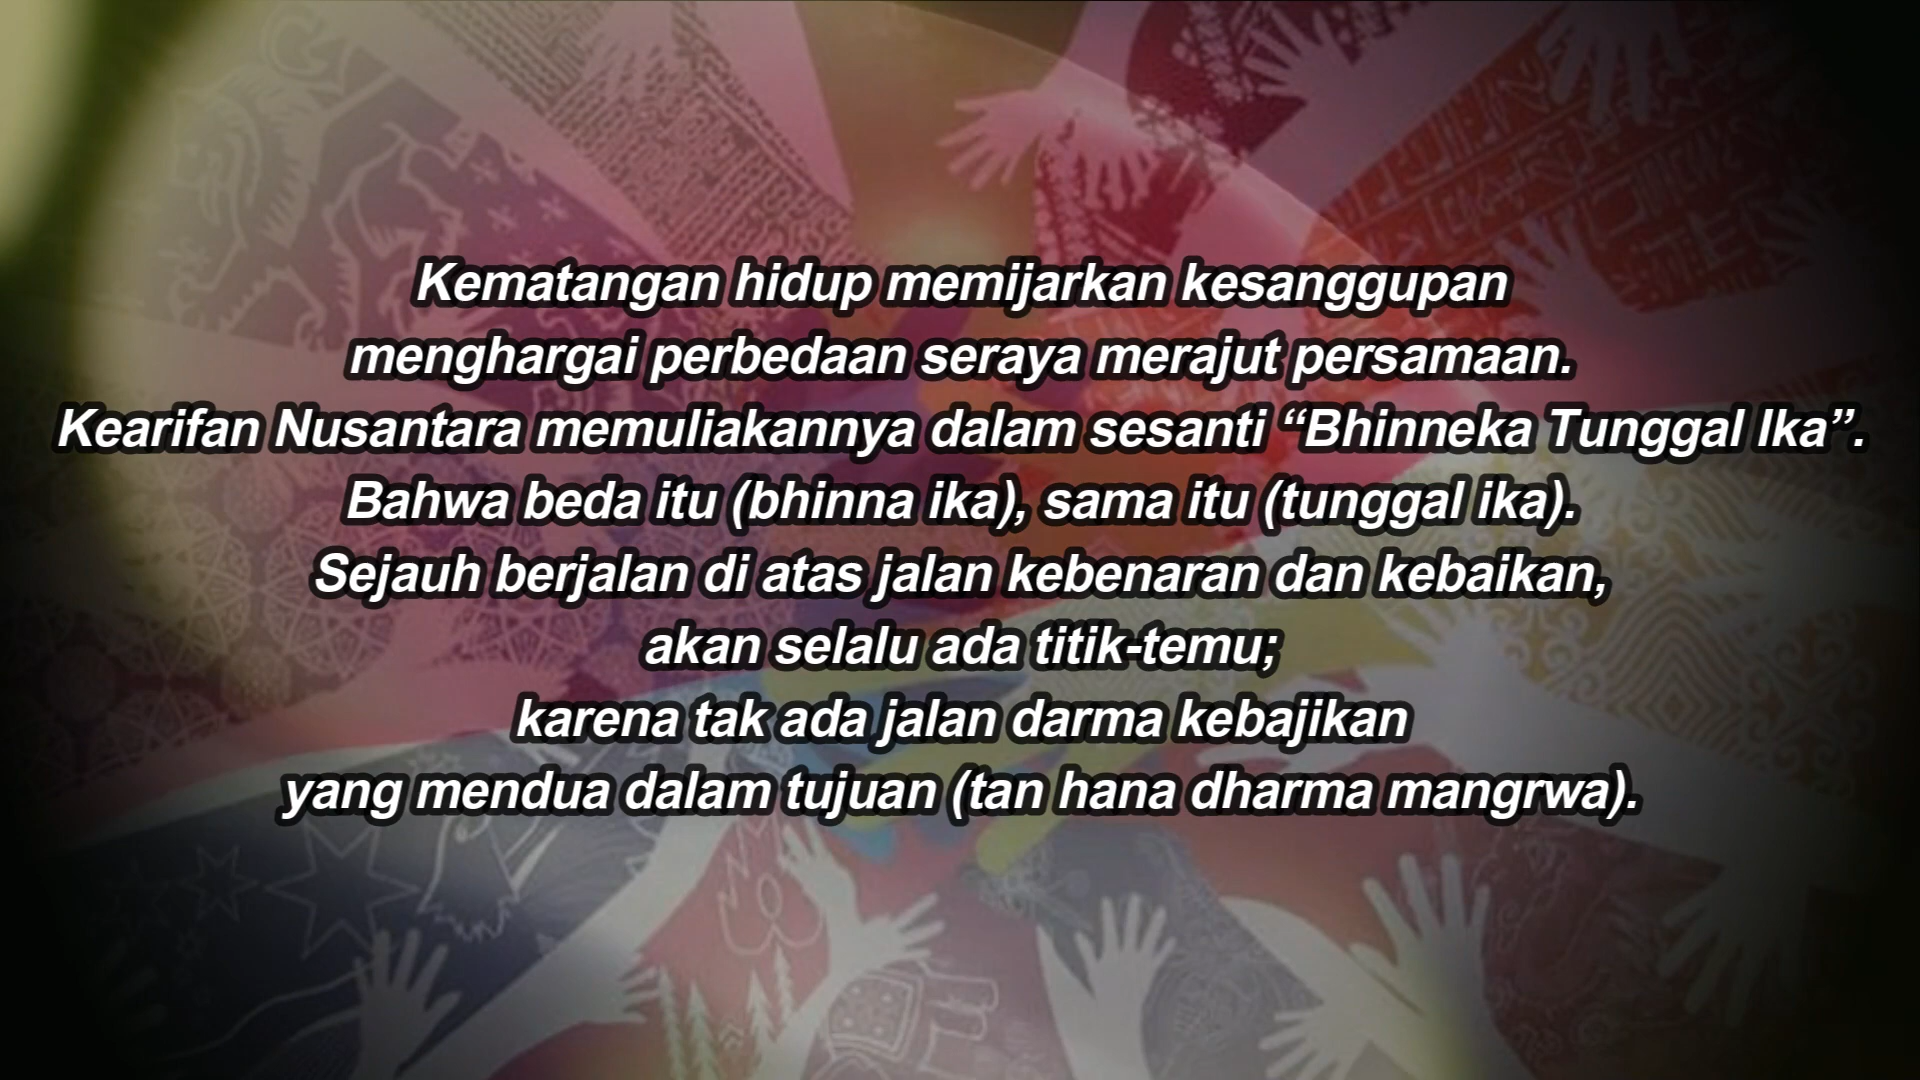 Kematangan hidup memijarkan kesanggupan
menghargai perbedaan seraya merajut persamaan.
Kearifan Nusantara memuliakannya dalam sesanti “Bhinneka Tunggal Ika”.
Bahwa beda itu (bhinna ika), sama itu (tunggal ika).
Sejauh berjalan di atas jalan kebenaran dan kebaikan,
akan selalu ada titik-temu;
karena tak ada jalan darma kebajikan
yang mendua dalam tujuan (tan hana dharma mangrwa).